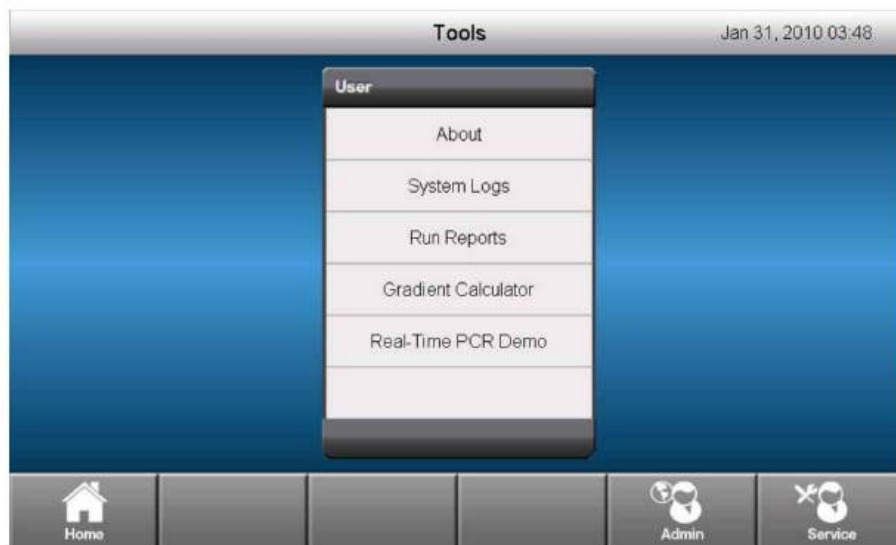 Tools
Jan 31, 2010 03:48
User
About
System Logs
Run Reports
Gradient Calculator
Real-Time PCR Demo
Home
Admin
Service